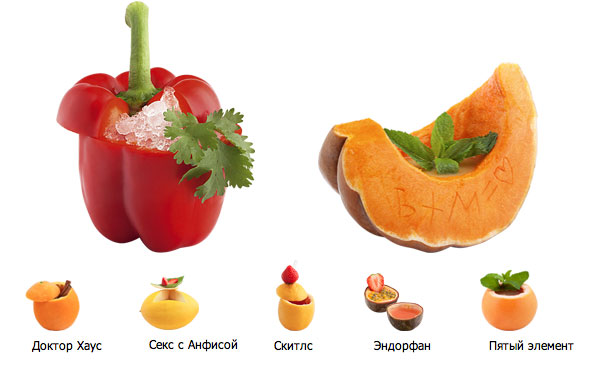 B+M=♡
Доктор Хаус
Секс с Анфисой
Скитлс
Эндорфан
Пятый элемент